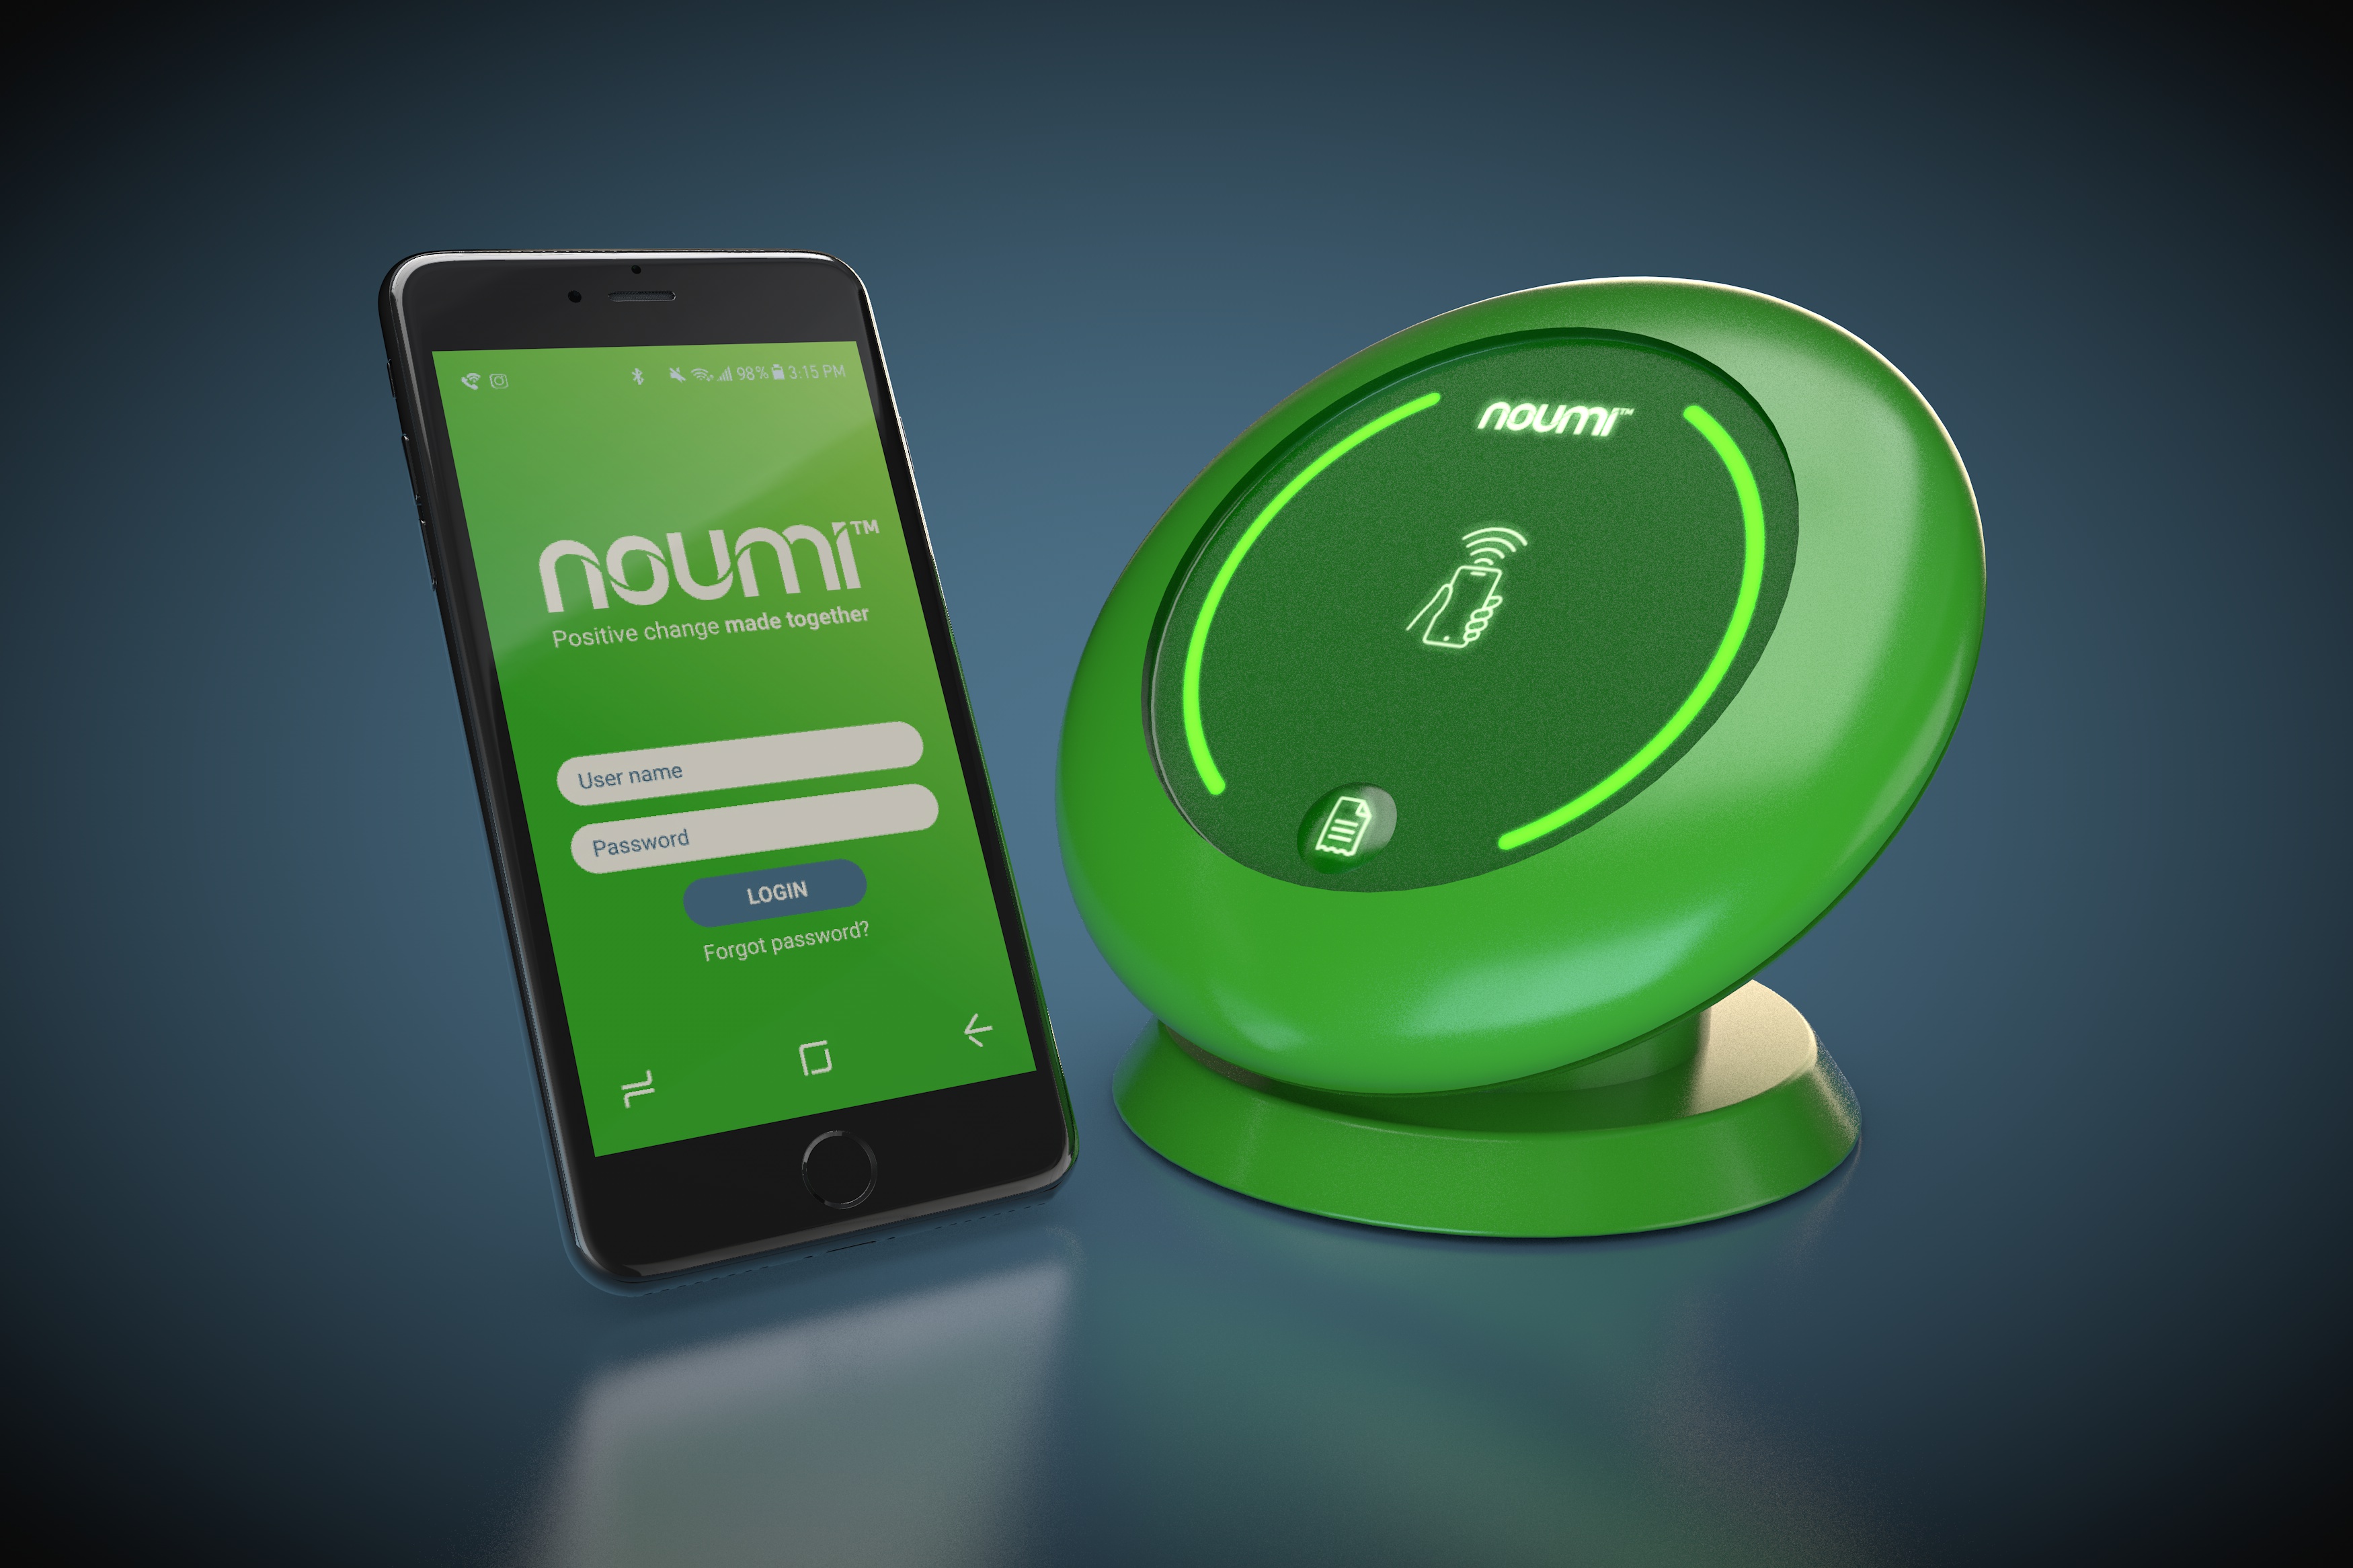 98% 3:15 PM
noumi™
Positive change made together
User name
Password
LOGIN
Forgot password?
noumi™